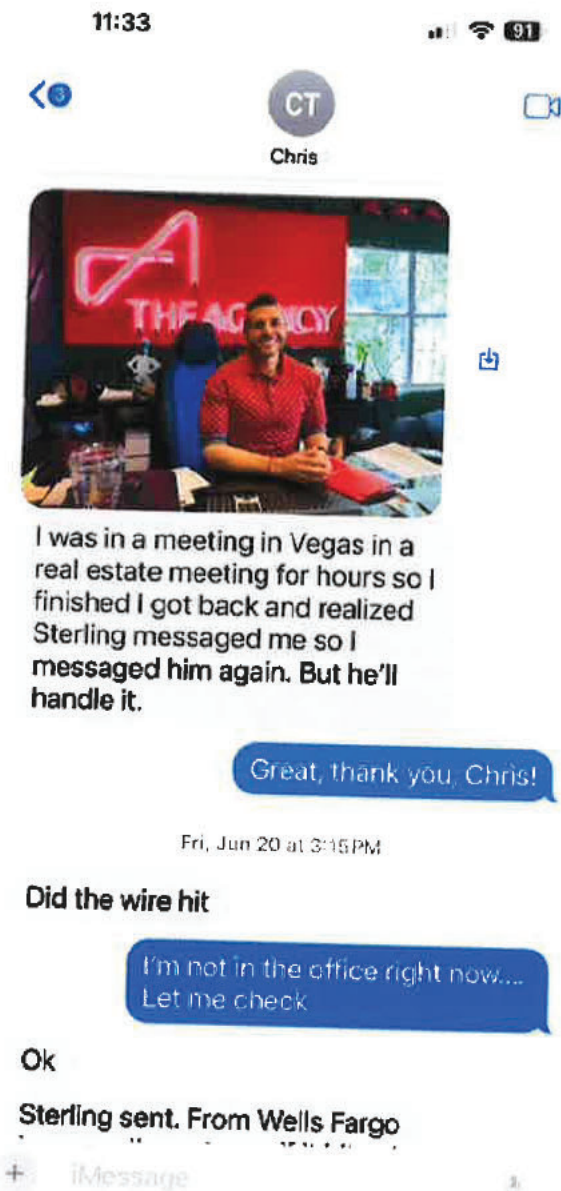 11:33
91
3
CT
Chris
THE AGENCY
I was in a meeting in Vegas in a
real estate meeting for hours so I
finished I got back and realized
Sterling messaged me so I
messaged him again. But he'll
handle it.
Great, thank you, Chris!
Fri, Jun 20 at 3:15 PM
Did the wire hit
I'm not in the office right now....
Let me check
Ok
Sterling sent. From Wells Fargo
iMessage